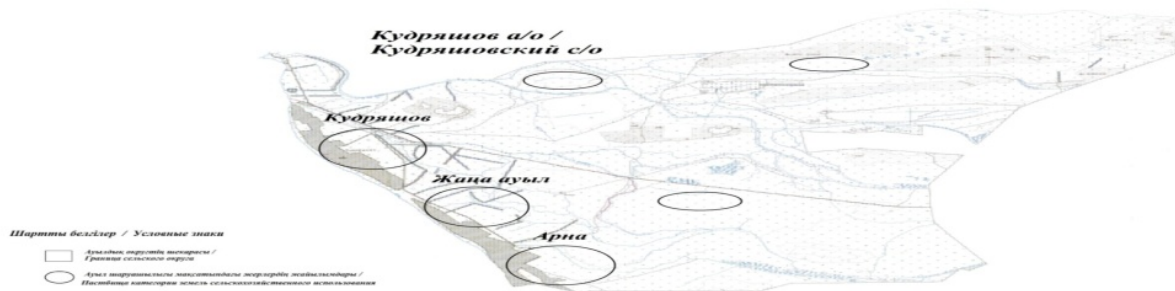 Кудряшов а/о /
Кудряшовский с/о
Кудряшов
Жаңа ауыл
Арна
Шартты белгілер / Условные знаки
Ауылдық округтің шекарасы /
Граница сельского округа
Ауыл шаруашылығы мақсатындағы жерлердің жайылымдары /
Пастбища категории земель сельскохозяйственного использования